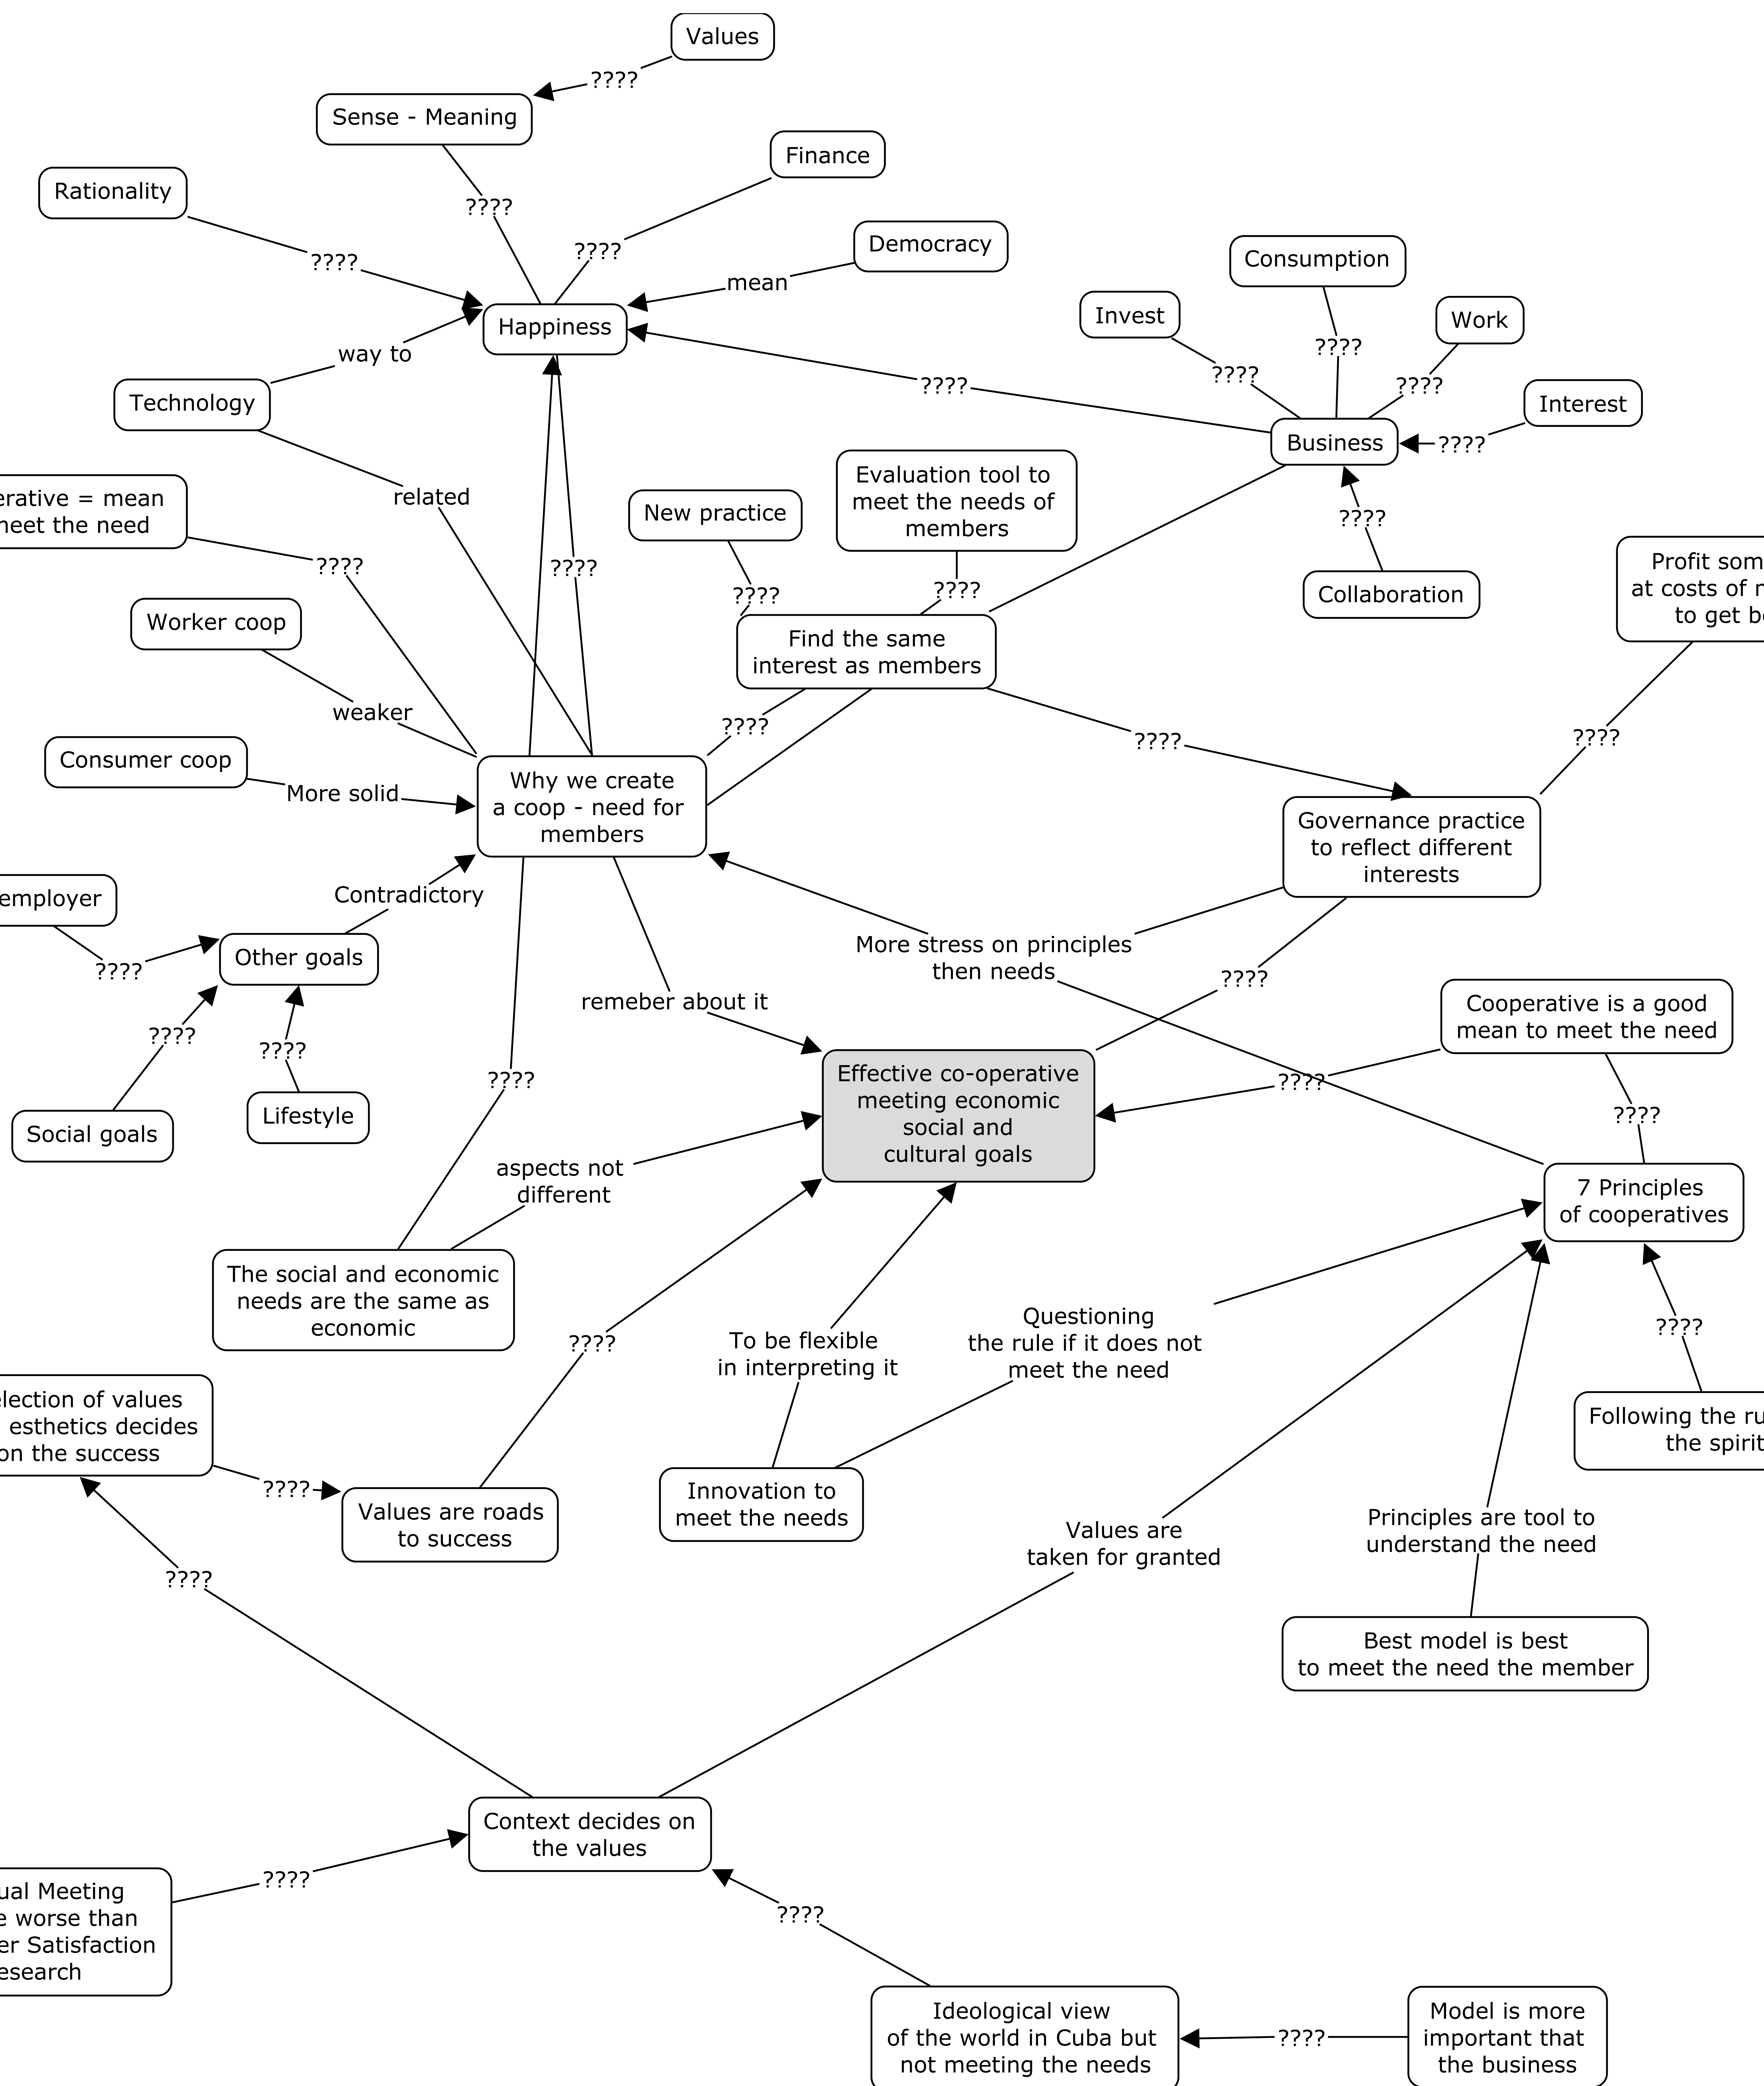 Values
????
Sense - Meaning
Finance
Rationality
????
????
Democracy
????
mean
Consumption
Invest
Work
Happiness
way to
????
????
????
????
Technology
Interest
Business
????
Evaluation tool to
meet the needs of
members
= mean
the need
related
New practice
????
????
????
????
????
Collaboration
Profit
at costs of
to get
Worker coop
Find the same
interest as members
weaker
????
????
????
Consumer coop
More solid
Why we create
a coop - need for
members
Governance practice
to reflect different
interests
employer
Contradictory
Other goals
????
More stress on principles
then needs
????
remeber about it
Cooperative is a good
mean to meet the need
????
????
????
Effective co-operative
meeting economic
social and
cultural goals
????
Lifestyle
Social goals
????
aspects not
different
7 Principles
of cooperatives
The social and economic
needs are the same as
economic
????
To be flexible
in interpreting it
Questioning
the rule if it does not
meet the need
????
of values
esthetics decides
on the success
????
Values are roads
to success
Innovation to
meet the needs
Following the
the spirit
Values are
taken for granted
Principles are tool to
understand the need
????
Best model is best
to meet the need the member
Context decides on
the values
????
Meeting
worse than
Satisfaction
????
Ideological view
of the world in Cuba but
not meeting the needs
????
Model is more
important that
the business